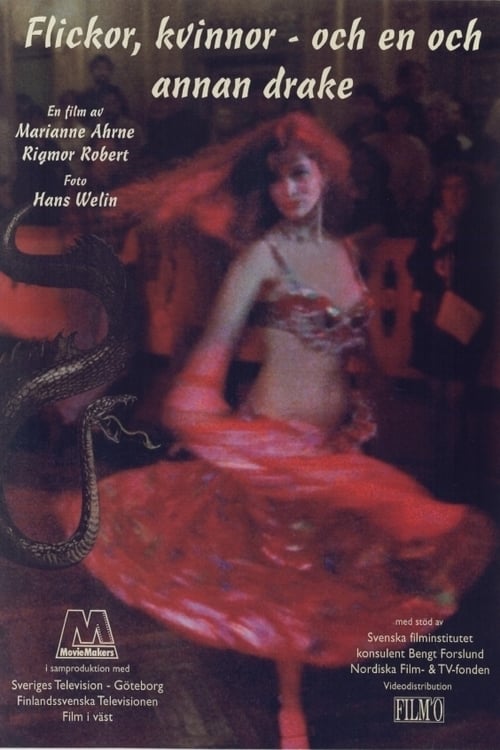 Flickor, kvinnor - och en och
annan drake
En film av
Marianne Ahrne
Rigmor Robert
Foto
Hans Welin
M
MovieMakers
i samproduktion med
Sveriges Television - Göteborg
Finlandssvenska Televisionen
Film i väst
med stöd av
Svenska filminstitutet
konsulent Bengt Forslund
Nordiska Film- & TV-fonden
Videodistribution
FILM'O